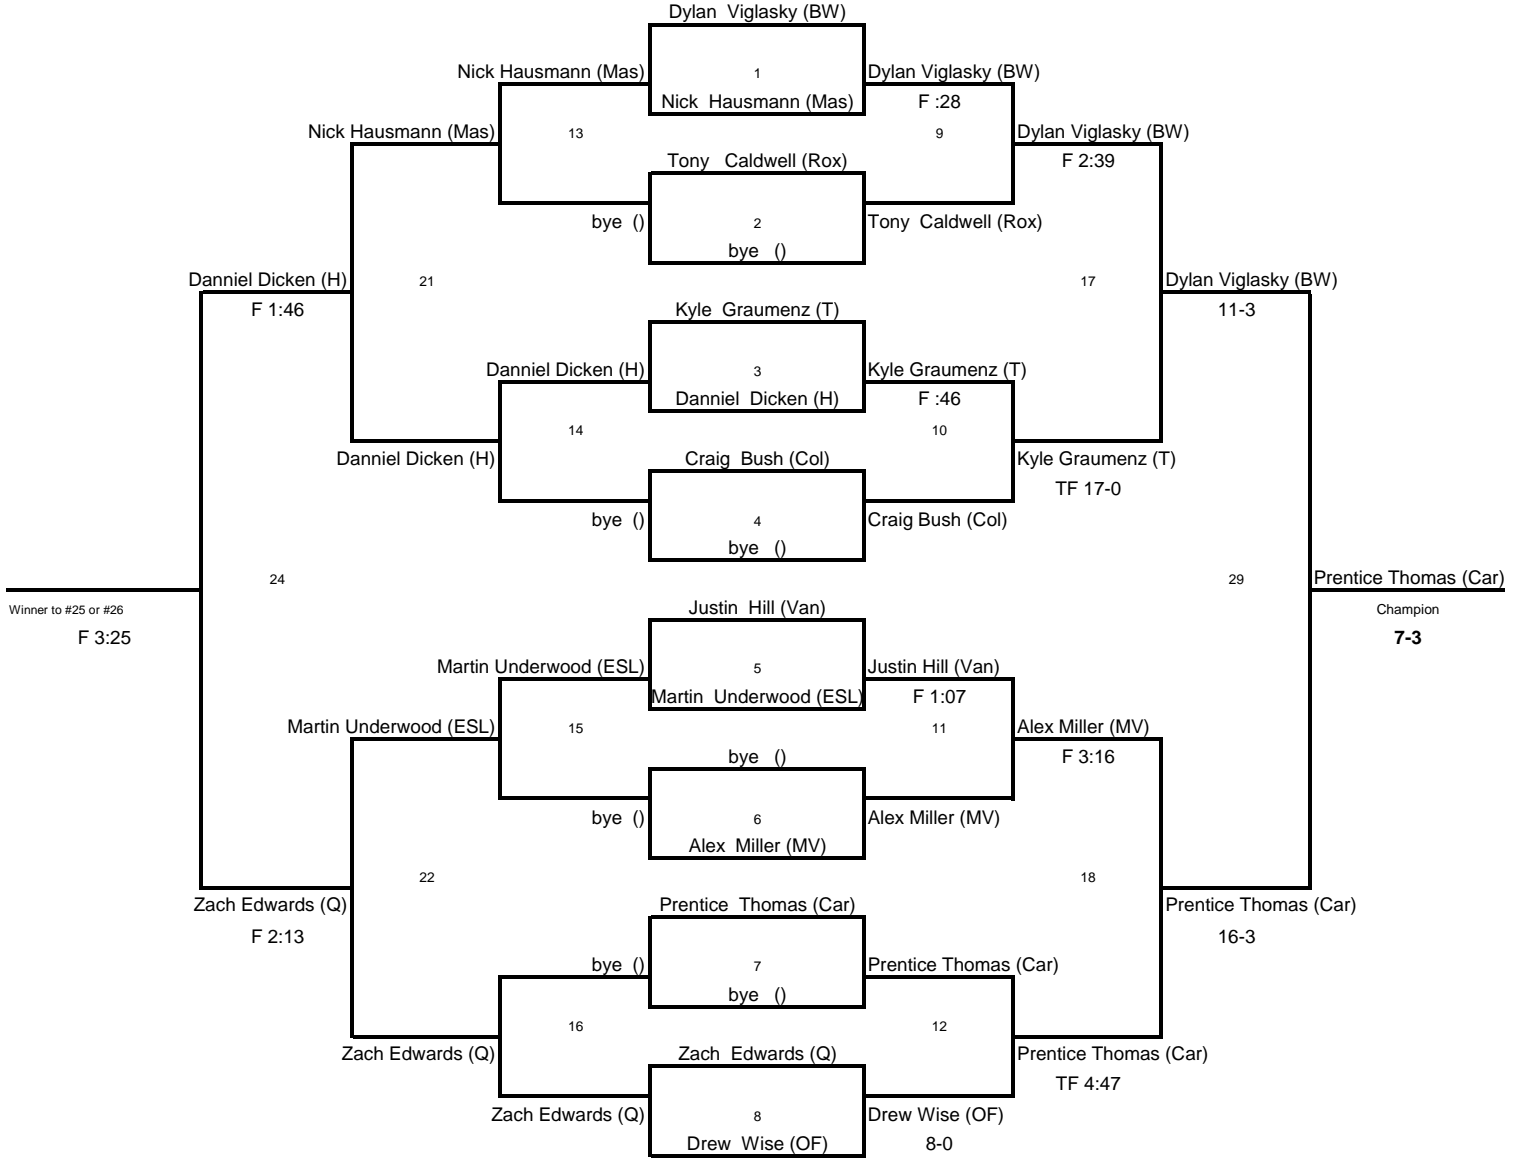 Dylan Viglasky (BW)
Nick Hausmann (Mas) 1 Dylan Viglasky (BW)
Nick Hausmann (Mas) F :28
Nick Hausmann (Mas) 13 9 Dylan Viglasky (BW)
Tony Caldwell (Rox) F 2:39
bye () 2 Tony Caldwell (Rox)
bye ()
Danniel Dicken (H) 21 17 Dylan Viglasky (BW)
F 1:46 Kyle Graumenz (T) 11-3
Danniel Dicken (H) 3 Kyle Graumenz (T)
Danniel Dicken (H) F :46
14 10
Danniel Dicken (H) Craig Bush (Col) Kyle Graumenz (T)
TF 17-0
bye () 4 Craig Bush (Col)
bye ()
24 29 Prentice Thomas (Car)
Winner to #25 or #26 Justin Hill (Van) Champion
F 3:25 7-3
Martin Underwood (ESL) 5 Justin Hill (Van)
Martin Underwood (ESL) F 1:07
Martin Underwood (ESL) 15 11 Alex Miller (MV)
bye () F 3:16
bye () 6 Alex Miller (MV)
Alex Miller (MV)
22 18
Zach Edwards (Q) Prentice Thomas (Car) Prentice Thomas (Car)
F 2:13 16-3
bye () 7 Prentice Thomas (Car)
bye ()
16 12
Zach Edwards (Q) Zach Edwards (Q) Prentice Thomas (Car)
TF 4:47
Zach Edwards (Q) 8 Drew Wise (OF)
Drew Wise (OF) 8-0